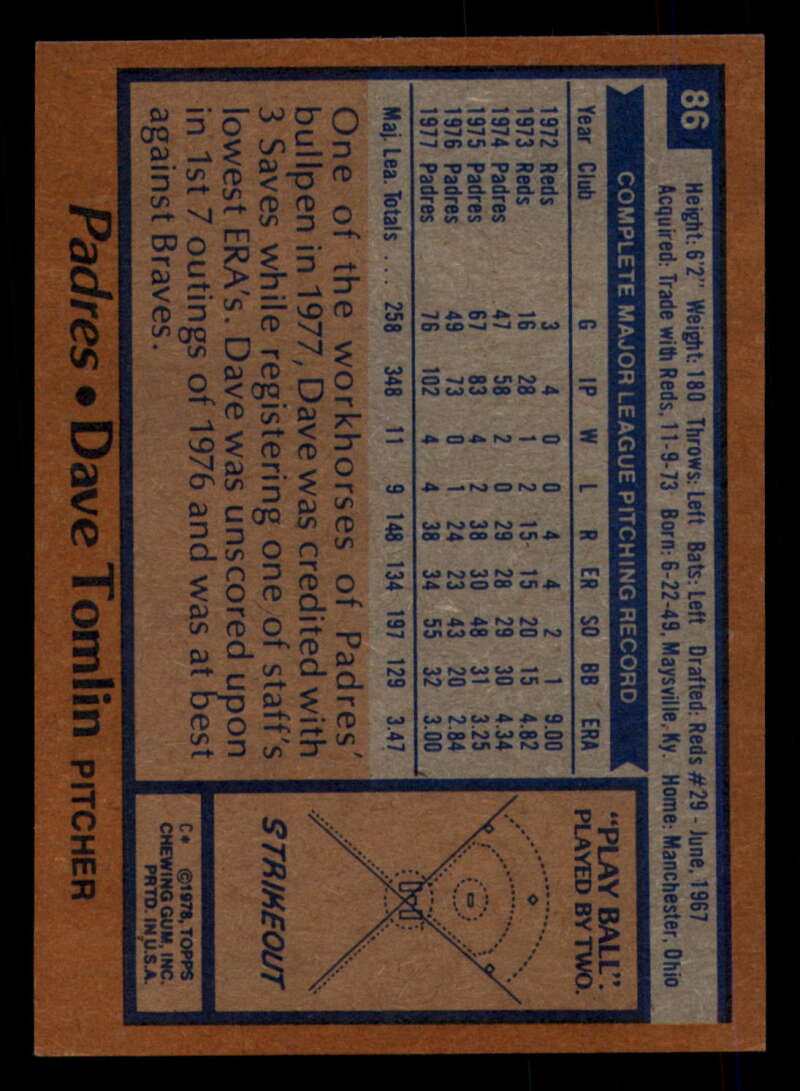 86
Height: 6'2" Weight: 180 Throws: Left Bats: Left Drafted: Reds #29 - June, 1967
Acquired: Trade with Reds, 11-9-73 Born: 6-22-49, Maysville, Ky. Home: Manchester, Ohio
COMPLETE MAJOR LEAGUE PITCHING RECORD
Year Club G IP W L R ER SO BB ERA
1972 Reds 3 4 0 0 4 4 2 1 9.00
1973 Reds 16 28 1 2 15 15 20 15 4.82
1974 Padres 47 58 2 0 29 28 29 30 4.34
1975 Padres 67 83 4 2 38 30 48 31 3.25
1976 Padres 49 73 0 1 24 23 43 20 2.84
1977 Padres 76 102 4 4 38 34 55 32 3.00
Maj. Lea. Totals . . . 258 348 11 9 148 134 197 129 3.47
One of the workhorses of Padres'
bullpen in 1977, Dave was credited with
3 Saves while registering one of staff's
lowest ERA's. Dave was unscored upon
in 1st 7 outings of 1976 and was at best
against Braves.
"PLAY BALL".
PLAYED BY TWO.
STRIKEOUT
C* ©1978, TOPPS
CHEWING GUM, INC.
PRTD. IN U.S.A.
Padres • Dave Tomlin PITCHER